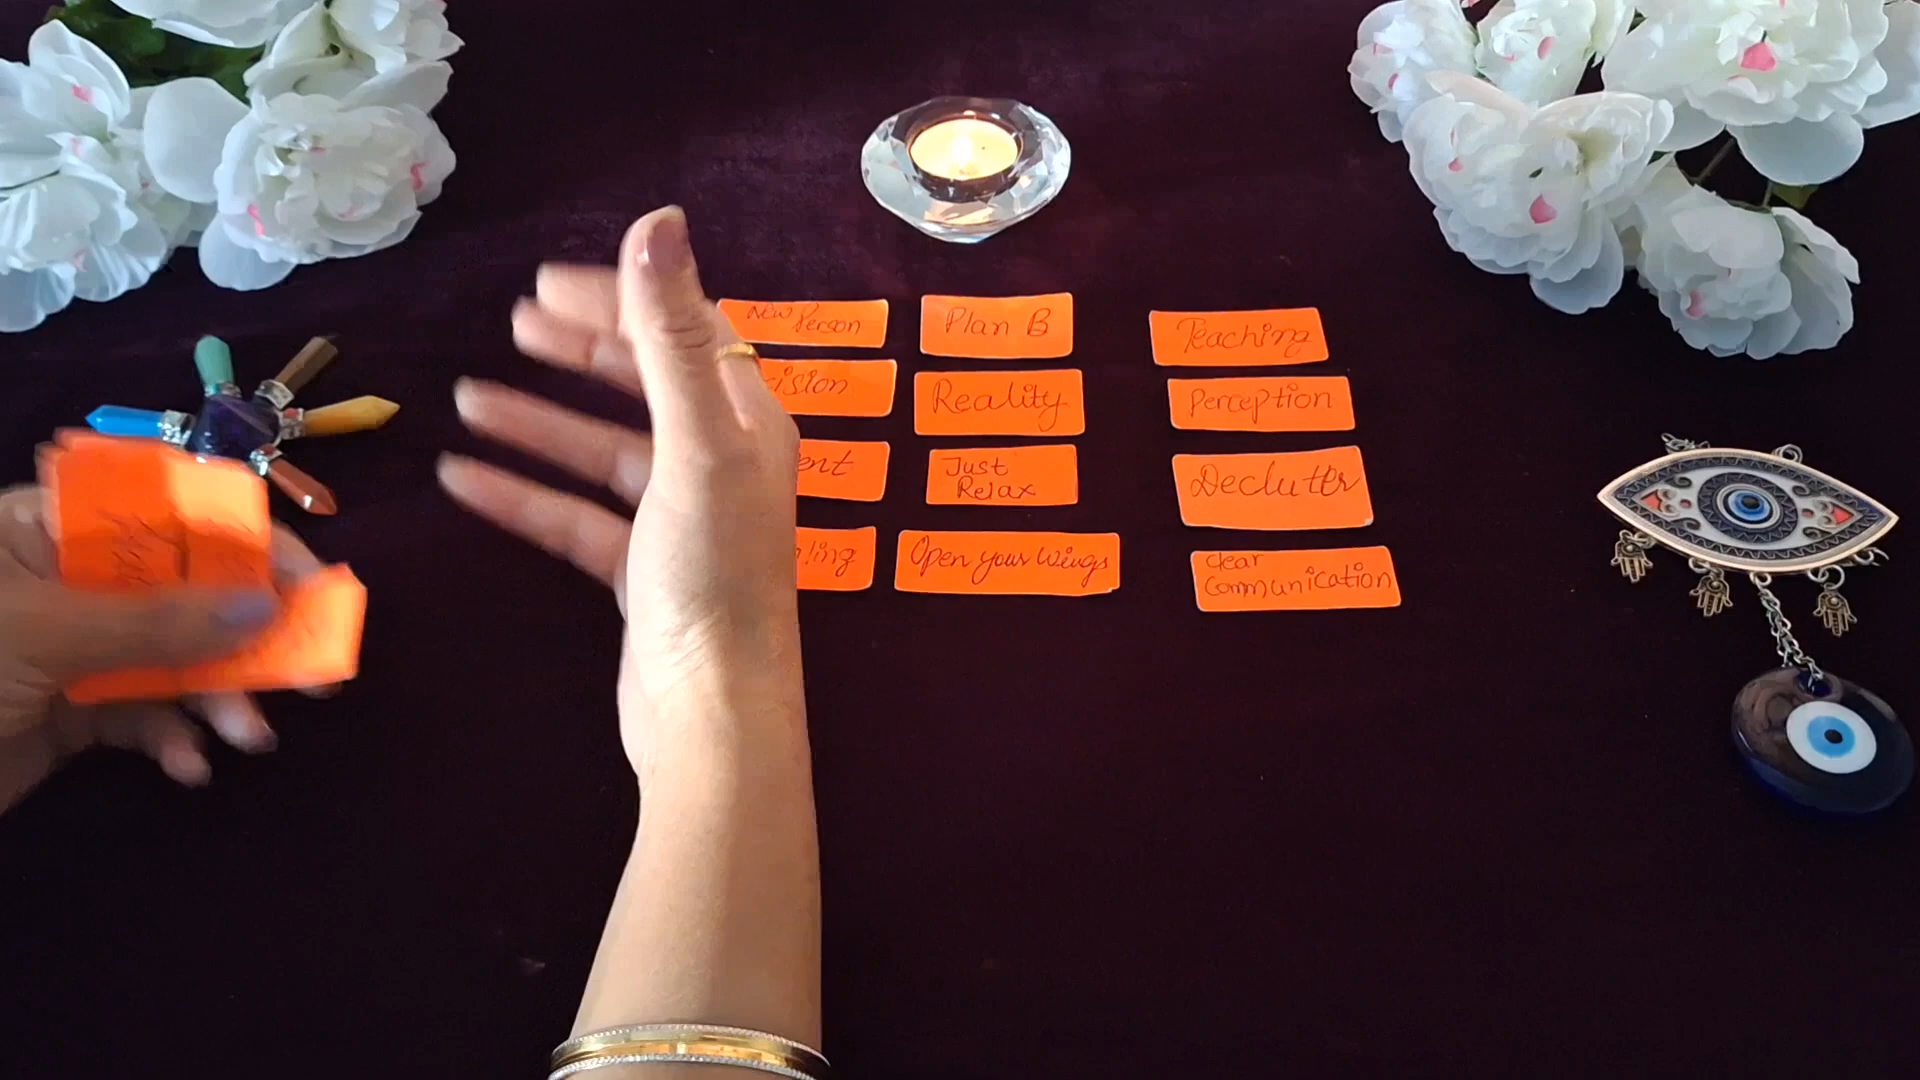 New Person
Plan B
Teaching
Reality
Perception
Just
Relax
Declutter
Open your wings
Clear
Communication